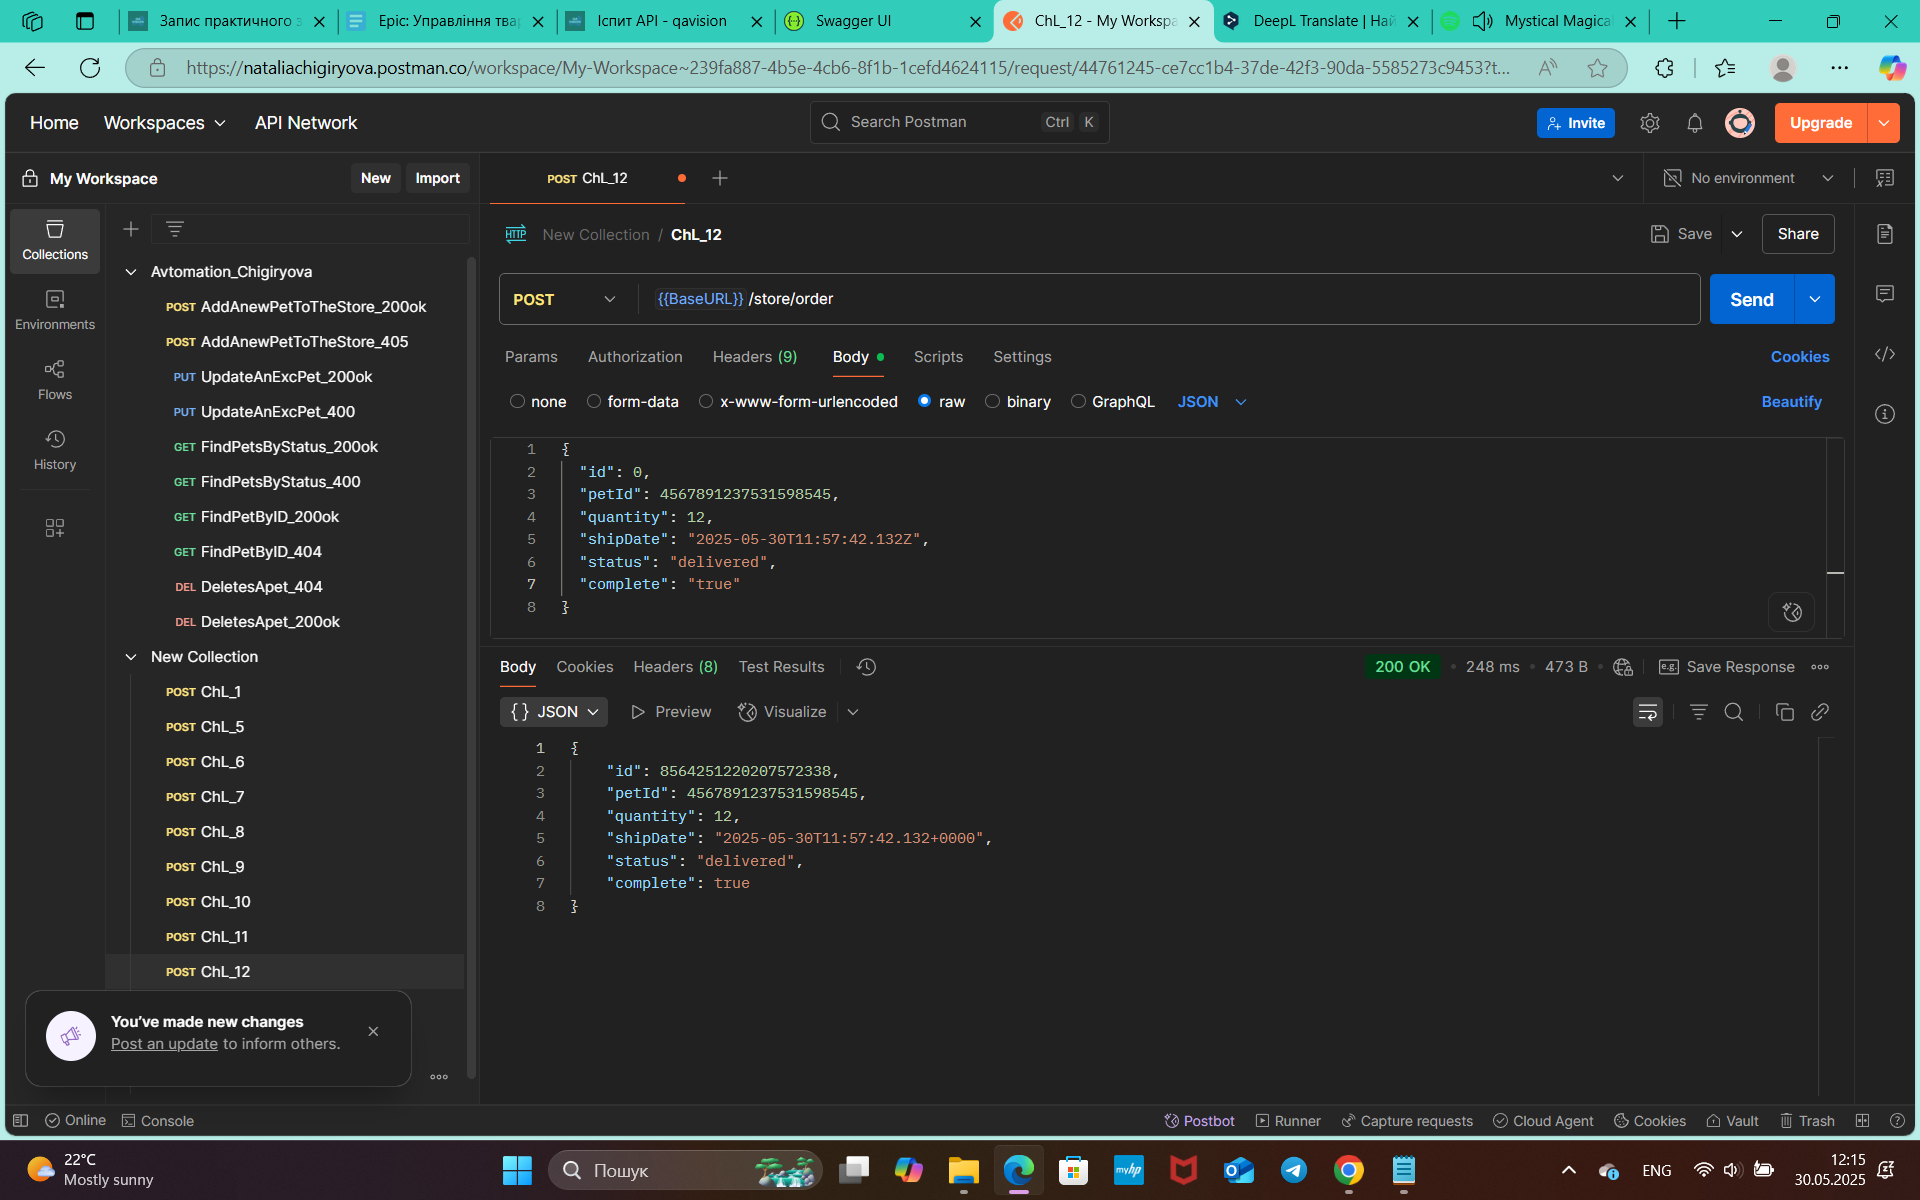 Запис практичного з
Epic: Управління тва
Іспит API - qavision
Swagger UI
ChL_12 - My Workspa
DeepL Translate | Най
Mystical Magical
https://nataliachigiryova.postman.co/workspace/My-Workspace~239fa887-4b5e-4cb6-8f1b-1cefd4624115/request/44761245-ce7cc1b4-37de-42f3-90da-5585273c9453?t...
Home Workspaces API Network
Search Postman Ctrl K
Invite Upgrade
My Workspace New Import
POST ChL_12
No environment
Collections
Environments
Flows
History
Avtomation_Chigiryova
POST AddAnewPetToTheStore_200ok
POST AddAnewPetToTheStore_405
PUT UpdateAnExcPet_200ok
PUT UpdateAnExcPet_400
GET FindPetsByStatus_200ok
GET FindPetsByStatus_400
GET FindPetByID_200ok
GET FindPetByID_404
DEL DeletesApet_404
DEL DeletesApet_200ok
New Collection
POST ChL_1
POST ChL_5
POST ChL_6
POST ChL_7
POST ChL_8
POST ChL_9
POST ChL_10
POST ChL_11
POST ChL_12
You've made new changes
Post an update to inform others.
HTTP New Collection / ChL_12
Save Share
POST {{BaseURL}} /store/order
Send
Params Authorization Headers (9) Body Scripts Settings Cookies
none form-data x-www-form-urlencoded raw binary GraphQL JSON Beautify
1 {
2 "id": 0,
3 "petId": 4567891237531598545,
4 "quantity": 12,
5 "shipDate": "2025-05-30T11:57:42.132Z",
6 "status": "delivered",
7 "complete": "true"
8 }
Body Cookies Headers (8) Test Results
200 OK 248 ms 473 B e.g. Save Response
{} JSON Preview Visualize
1 {
2 "id": 8564251220207572338,
3 "petId": 4567891237531598545,
4 "quantity": 12,
5 "shipDate": "2025-05-30T11:57:42.132+0000",
6 "status": "delivered",
7 "complete": true
8 }
Online Console
Postbot Runner Capture requests Cloud Agent Cookies Vault Trash
22°C
Mostly sunny
Пошук
myhp
ENG
12:15
30.05.2025